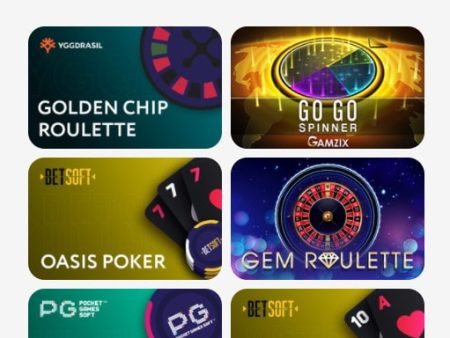 YGGDRASIL
GOLDEN CHIP
ROULETTE
GO GO
SPINNER
GAMZIX
BETSOFT
7 7 7
BETSOFT
OASIS POKER
GEM ROULETTE
PG POCKET
GAMES
SOFT
PG
POCKET GAMES SOFT
BETSOFT
10 A